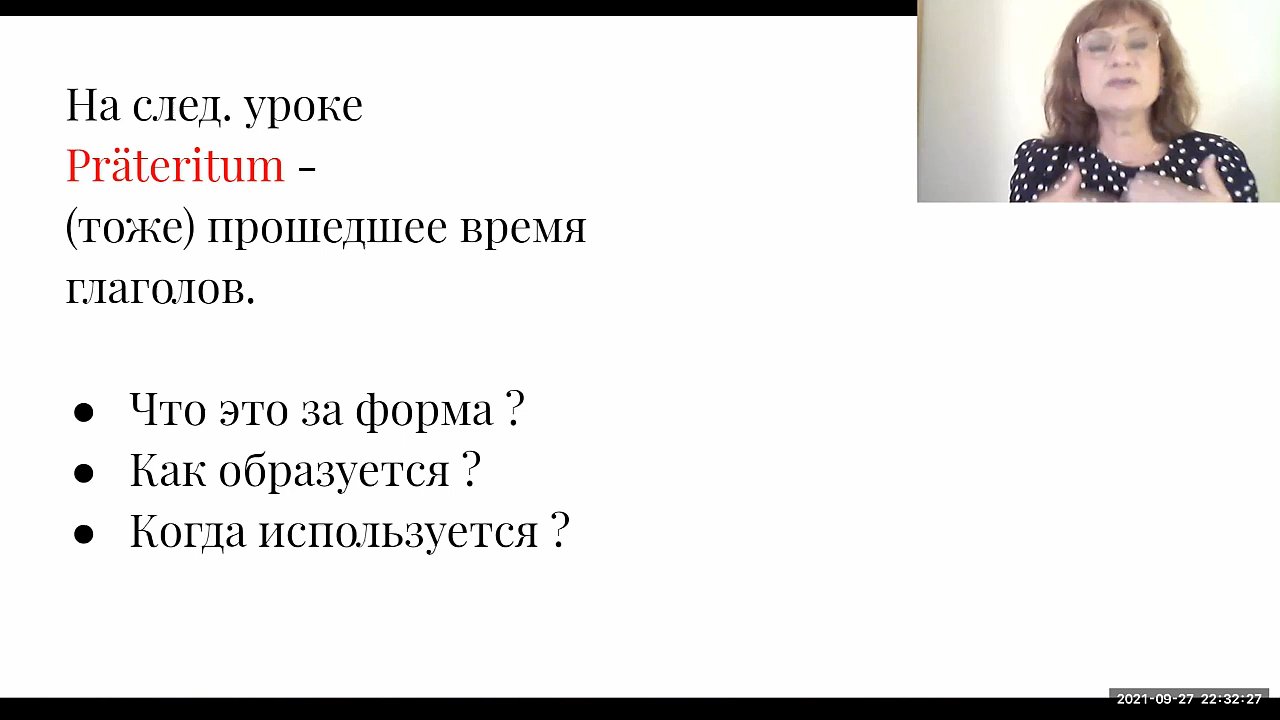 На след. уроке
Präteritum -
(тоже) прошедшее время
глаголов.
● Что это за форма ?
● Как образуется ?
● Когда используется ?
2021-09-27 22:32:27